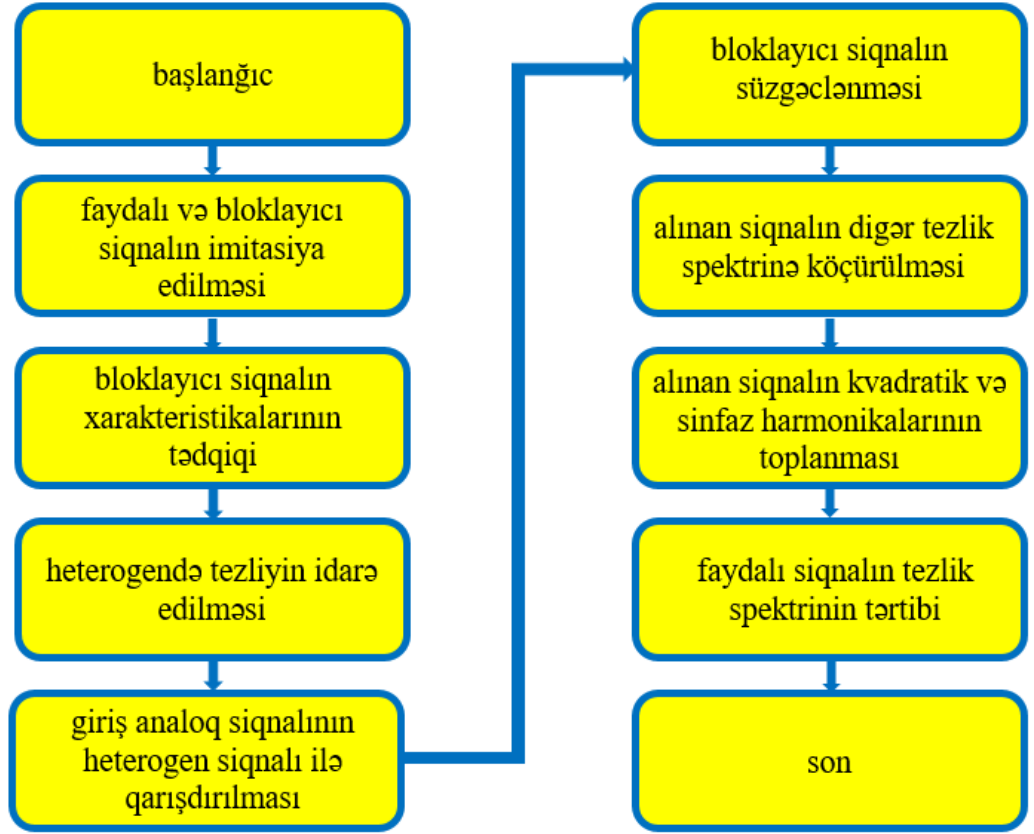 başlanğıc
faydalı və bloklayıcı
siqnalın imitasiya
edilməsi
bloklayıcı siqnalın
xarakteristikalarının
tədqiqi
heterogendə tezliyin idarə
edilməsi
giriş analoq siqnalının
heterogen siqnalı ilə
qarışdırılması
bloklayıcı siqnalın
süzgəclənməsi
alınan siqnalın digər tezlik
spektrinə köçürülməsi
alınan siqnalın kvadratik və
sinfaz harmonikalarının
toplanması
faydalı siqnalın tezlik
spektrinin tərtibi
son